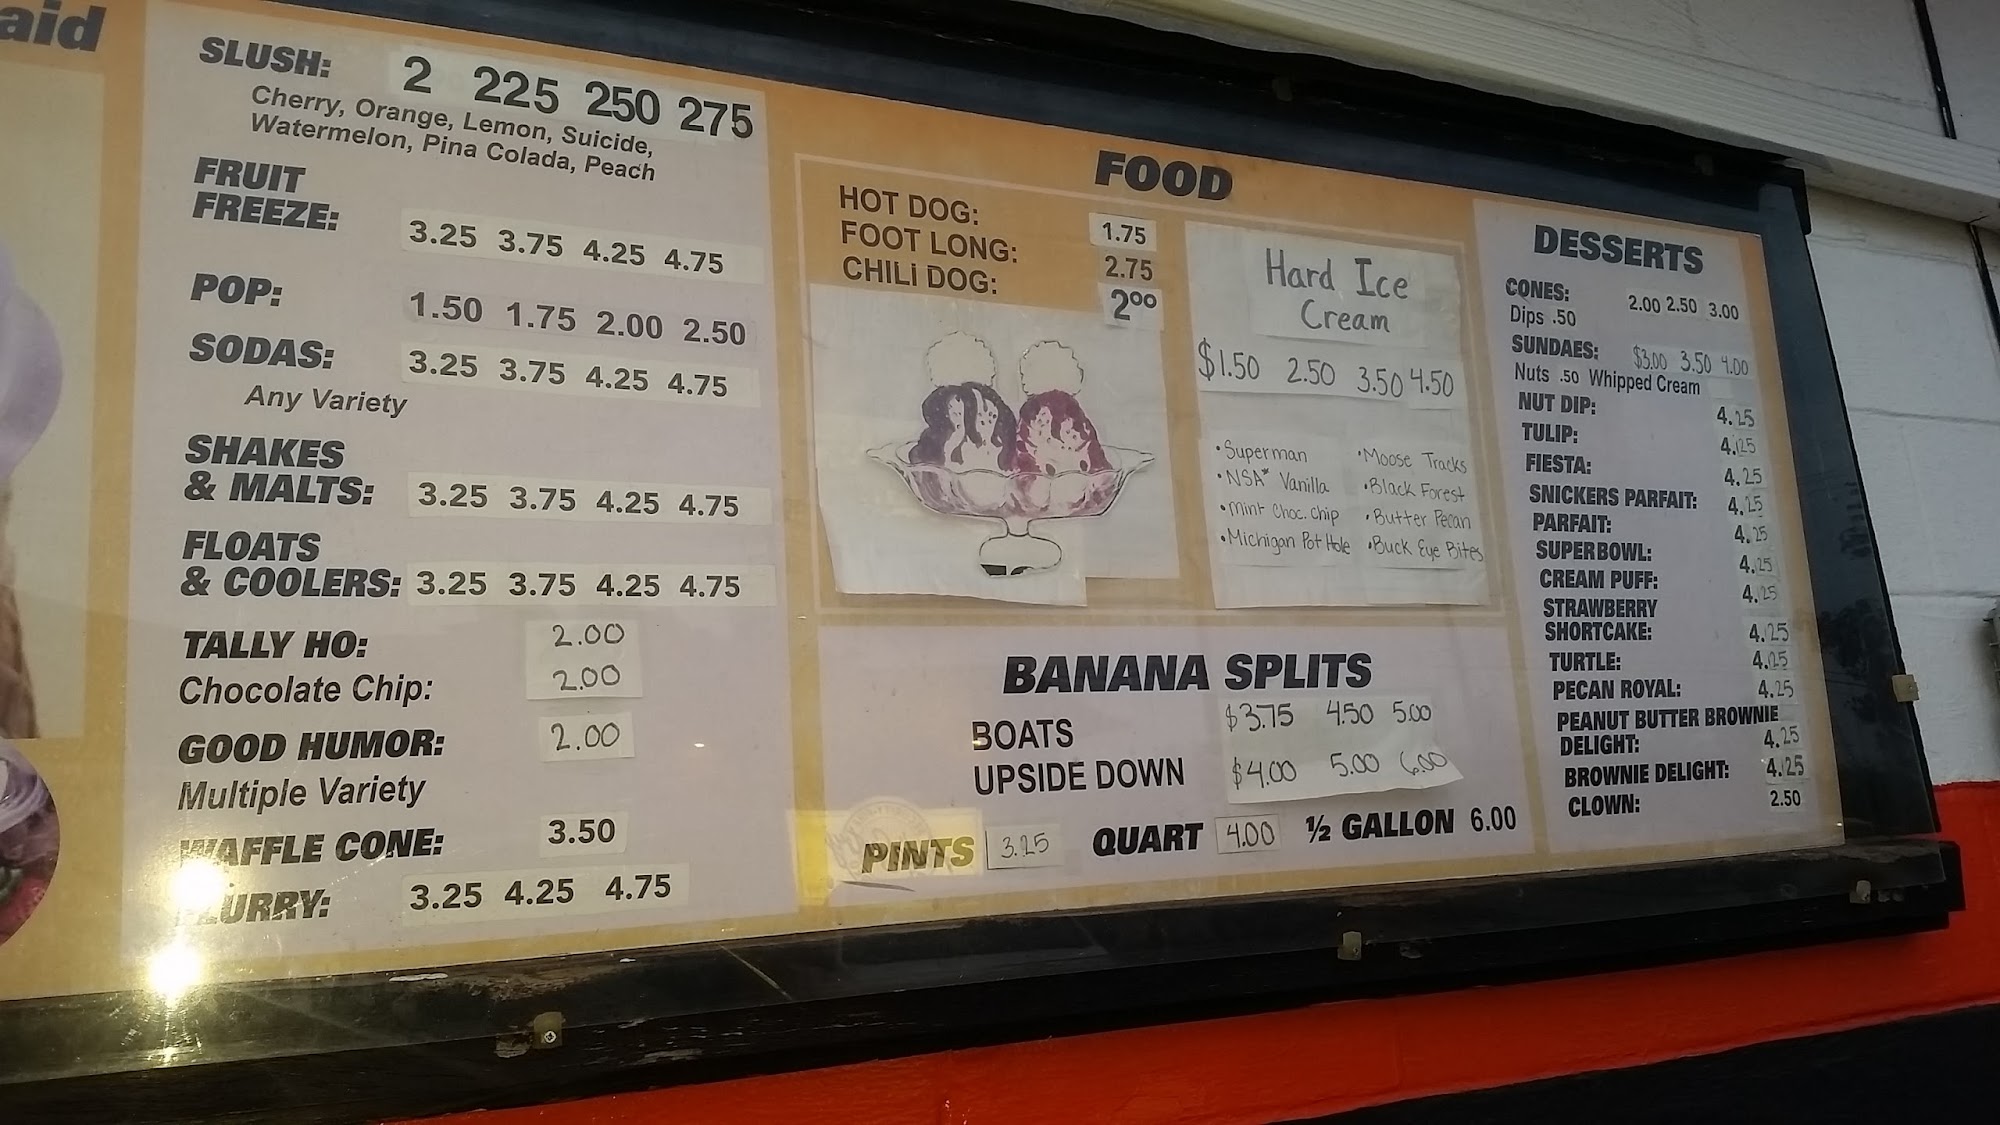 aid
SLUSH: 2 225 250 275
Cherry, Orange, Lemon, Suicide,
Watermelon, Pina Colada, Peach
FRUIT
FREEZE: 3.25 3.75 4.25 4.75
POP: 1.50 1.75 2.00 2.50
SODAS: 3.25 3.75 4.25 4.75
Any Variety
SHAKES
& MALTS: 3.25 3.75 4.25 4.75
FLOATS
& COOLERS: 3.25 3.75 4.25 4.75
TALLY HO: 2.00
Chocolate Chip: 2.00
GOOD HUMOR: 2.00
Multiple Variety
WAFFLE CONE: 3.50
FLURRY: 3.25 4.25 4.75
FOOD
HOT DOG: 1.75
FOOT LONG: 2.75
CHILI DOG: 200
Hard Ice
Cream
$1.50 2.50 3.50 4.50
• Superman
• NSA* Vanilla
• mint choc. chip
• Michigan Pot Hole
• Moose Tracks
• Black Forest
• Butter Pecan
• Buck Eye Bites
BANANA SPLITS
BOATS $3.75 4.50 5.00
UPSIDE DOWN $4.00 5.00 6.00
PINTS 3.25 QUART 4.00 ½ GALLON 6.00
DESSERTS
CONES: 2.00 2.50 3.00
Dips .50
SUNDAES: $3.00 3.50 4.00
Nuts .50 Whipped Cream
NUT DIP: 4.25
TULIP: 4.25
FIESTA: 4.25
SNICKERS PARFAIT: 4.25
PARFAIT: 4.25
SUPERBOWL: 4.25
CREAM PUFF: 4.25
STRAWBERRY
SHORTCAKE: 4.25
TURTLE: 4.25
PECAN ROYAL: 4.25
PEANUT BUTTER BROWNIE
DELIGHT: 4.25
BROWNIE DELIGHT: 4.25
CLOWN: 2.50